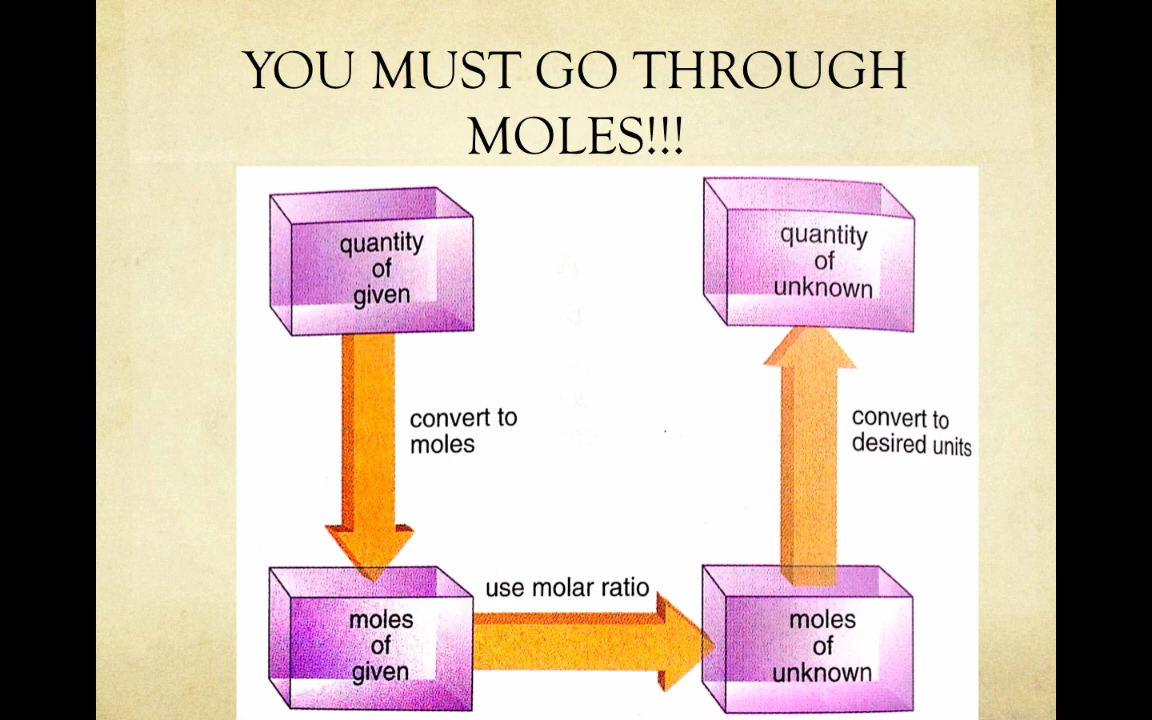 YOU MUST GO THROUGH
MOLES!!!
quantity
of
given
quantity
of
unknown
convert to
moles
convert to
desired units
use molar ratio
moles
of
given
moles
of
unknown